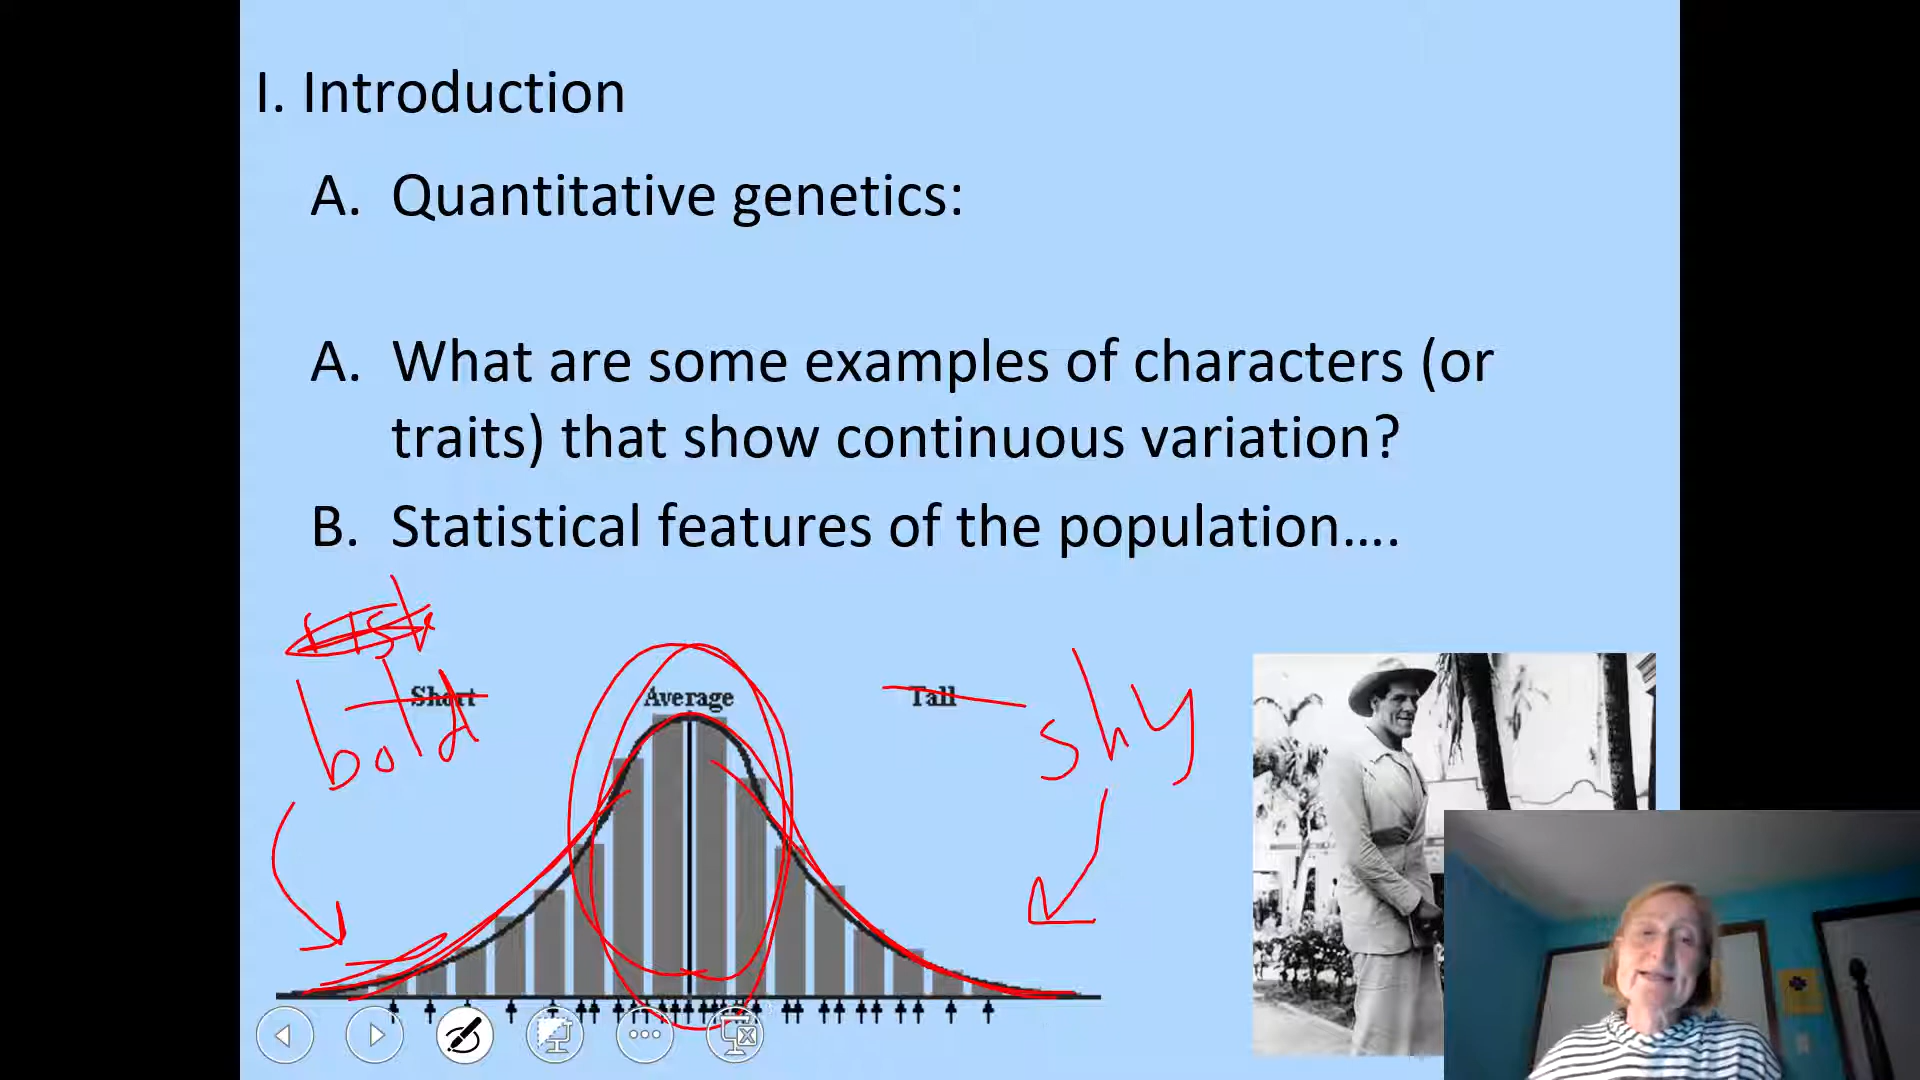 I. Introduction
A. Quantitative genetics:
A. What are some examples of characters (or
traits) that show continuous variation?
B. Statistical features of the population....
risk
Short Average Tall
bold shy